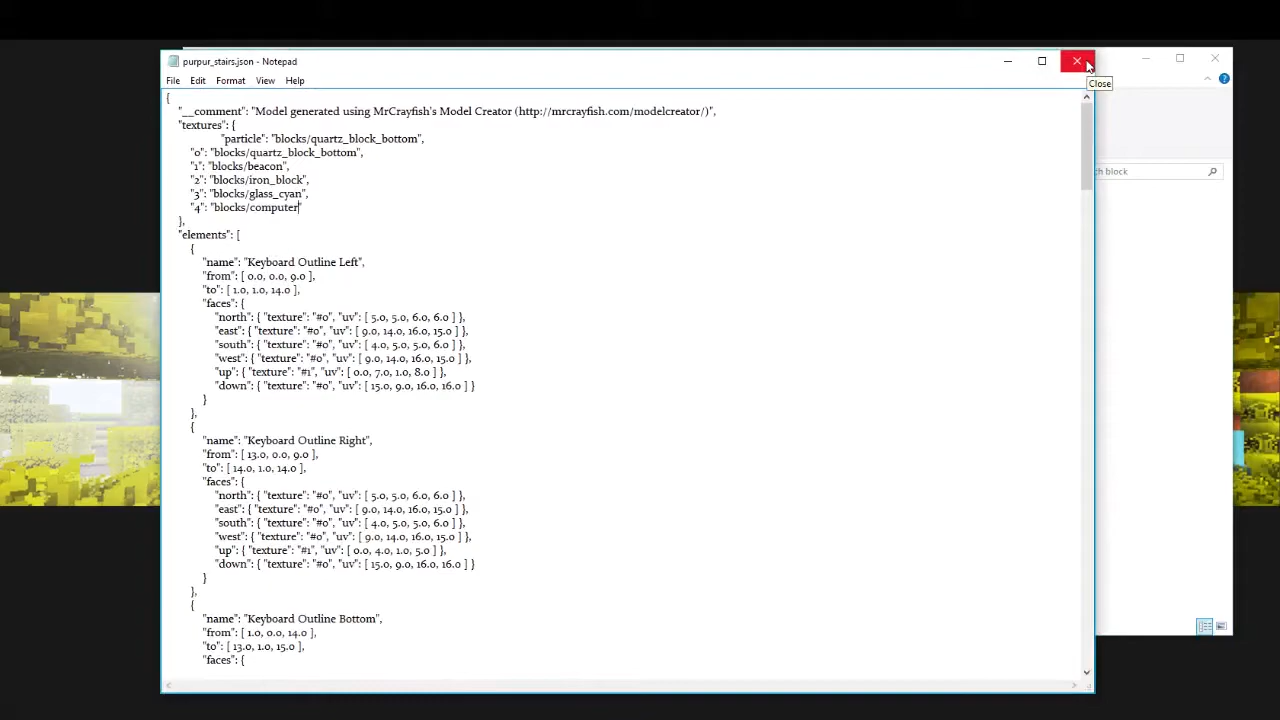 purpur_stairs.json - Notepad
File Edit Format View Help
Close
{
"__comment": "Model generated using MrCrayfish's Model Creator (http://mrcrayfish.com/modelcreator/)",
"textures": {
"particle": "blocks/quartz_block_bottom",
"0": "blocks/quartz_block_bottom",
"1": "blocks/beacon",
"2": "blocks/iron_block",
"3": "blocks/glass_cyan",
"4": "blocks/computer"
},
"elements": [
{
"name": "Keyboard Outline Left",
"from": [ 0.0, 0.0, 9.0 ],
"to": [ 1.0, 1.0, 14.0 ],
"faces": {
"north": { "texture": "#0", "uv": [ 5.0, 5.0, 6.0, 6.0 ] },
"east": { "texture": "#0", "uv": [ 9.0, 14.0, 16.0, 15.0 ] },
"south": { "texture": "#0", "uv": [ 4.0, 5.0, 5.0, 6.0 ] },
"west": { "texture": "#0", "uv": [ 9.0, 14.0, 16.0, 15.0 ] },
"up": { "texture": "#1", "uv": [ 0.0, 7.0, 1.0, 8.0 ] },
"down": { "texture": "#0", "uv": [ 15.0, 9.0, 16.0, 16.0 ] }
}
},
{
"name": "Keyboard Outline Right",
"from": [ 13.0, 0.0, 9.0 ],
"to": [ 14.0, 1.0, 14.0 ],
"faces": {
"north": { "texture": "#0", "uv": [ 5.0, 5.0, 6.0, 6.0 ] },
"east": { "texture": "#0", "uv": [ 9.0, 14.0, 16.0, 15.0 ] },
"south": { "texture": "#0", "uv": [ 4.0, 5.0, 5.0, 6.0 ] },
"west": { "texture": "#0", "uv": [ 9.0, 14.0, 16.0, 15.0 ] },
"up": { "texture": "#1", "uv": [ 0.0, 4.0, 1.0, 5.0 ] },
"down": { "texture": "#0", "uv": [ 15.0, 9.0, 16.0, 16.0 ] }
}
},
{
"name": "Keyboard Outline Bottom",
"from": [ 1.0, 0.0, 14.0 ],
"to": [ 13.0, 1.0, 15.0 ],
"faces": {
ch block